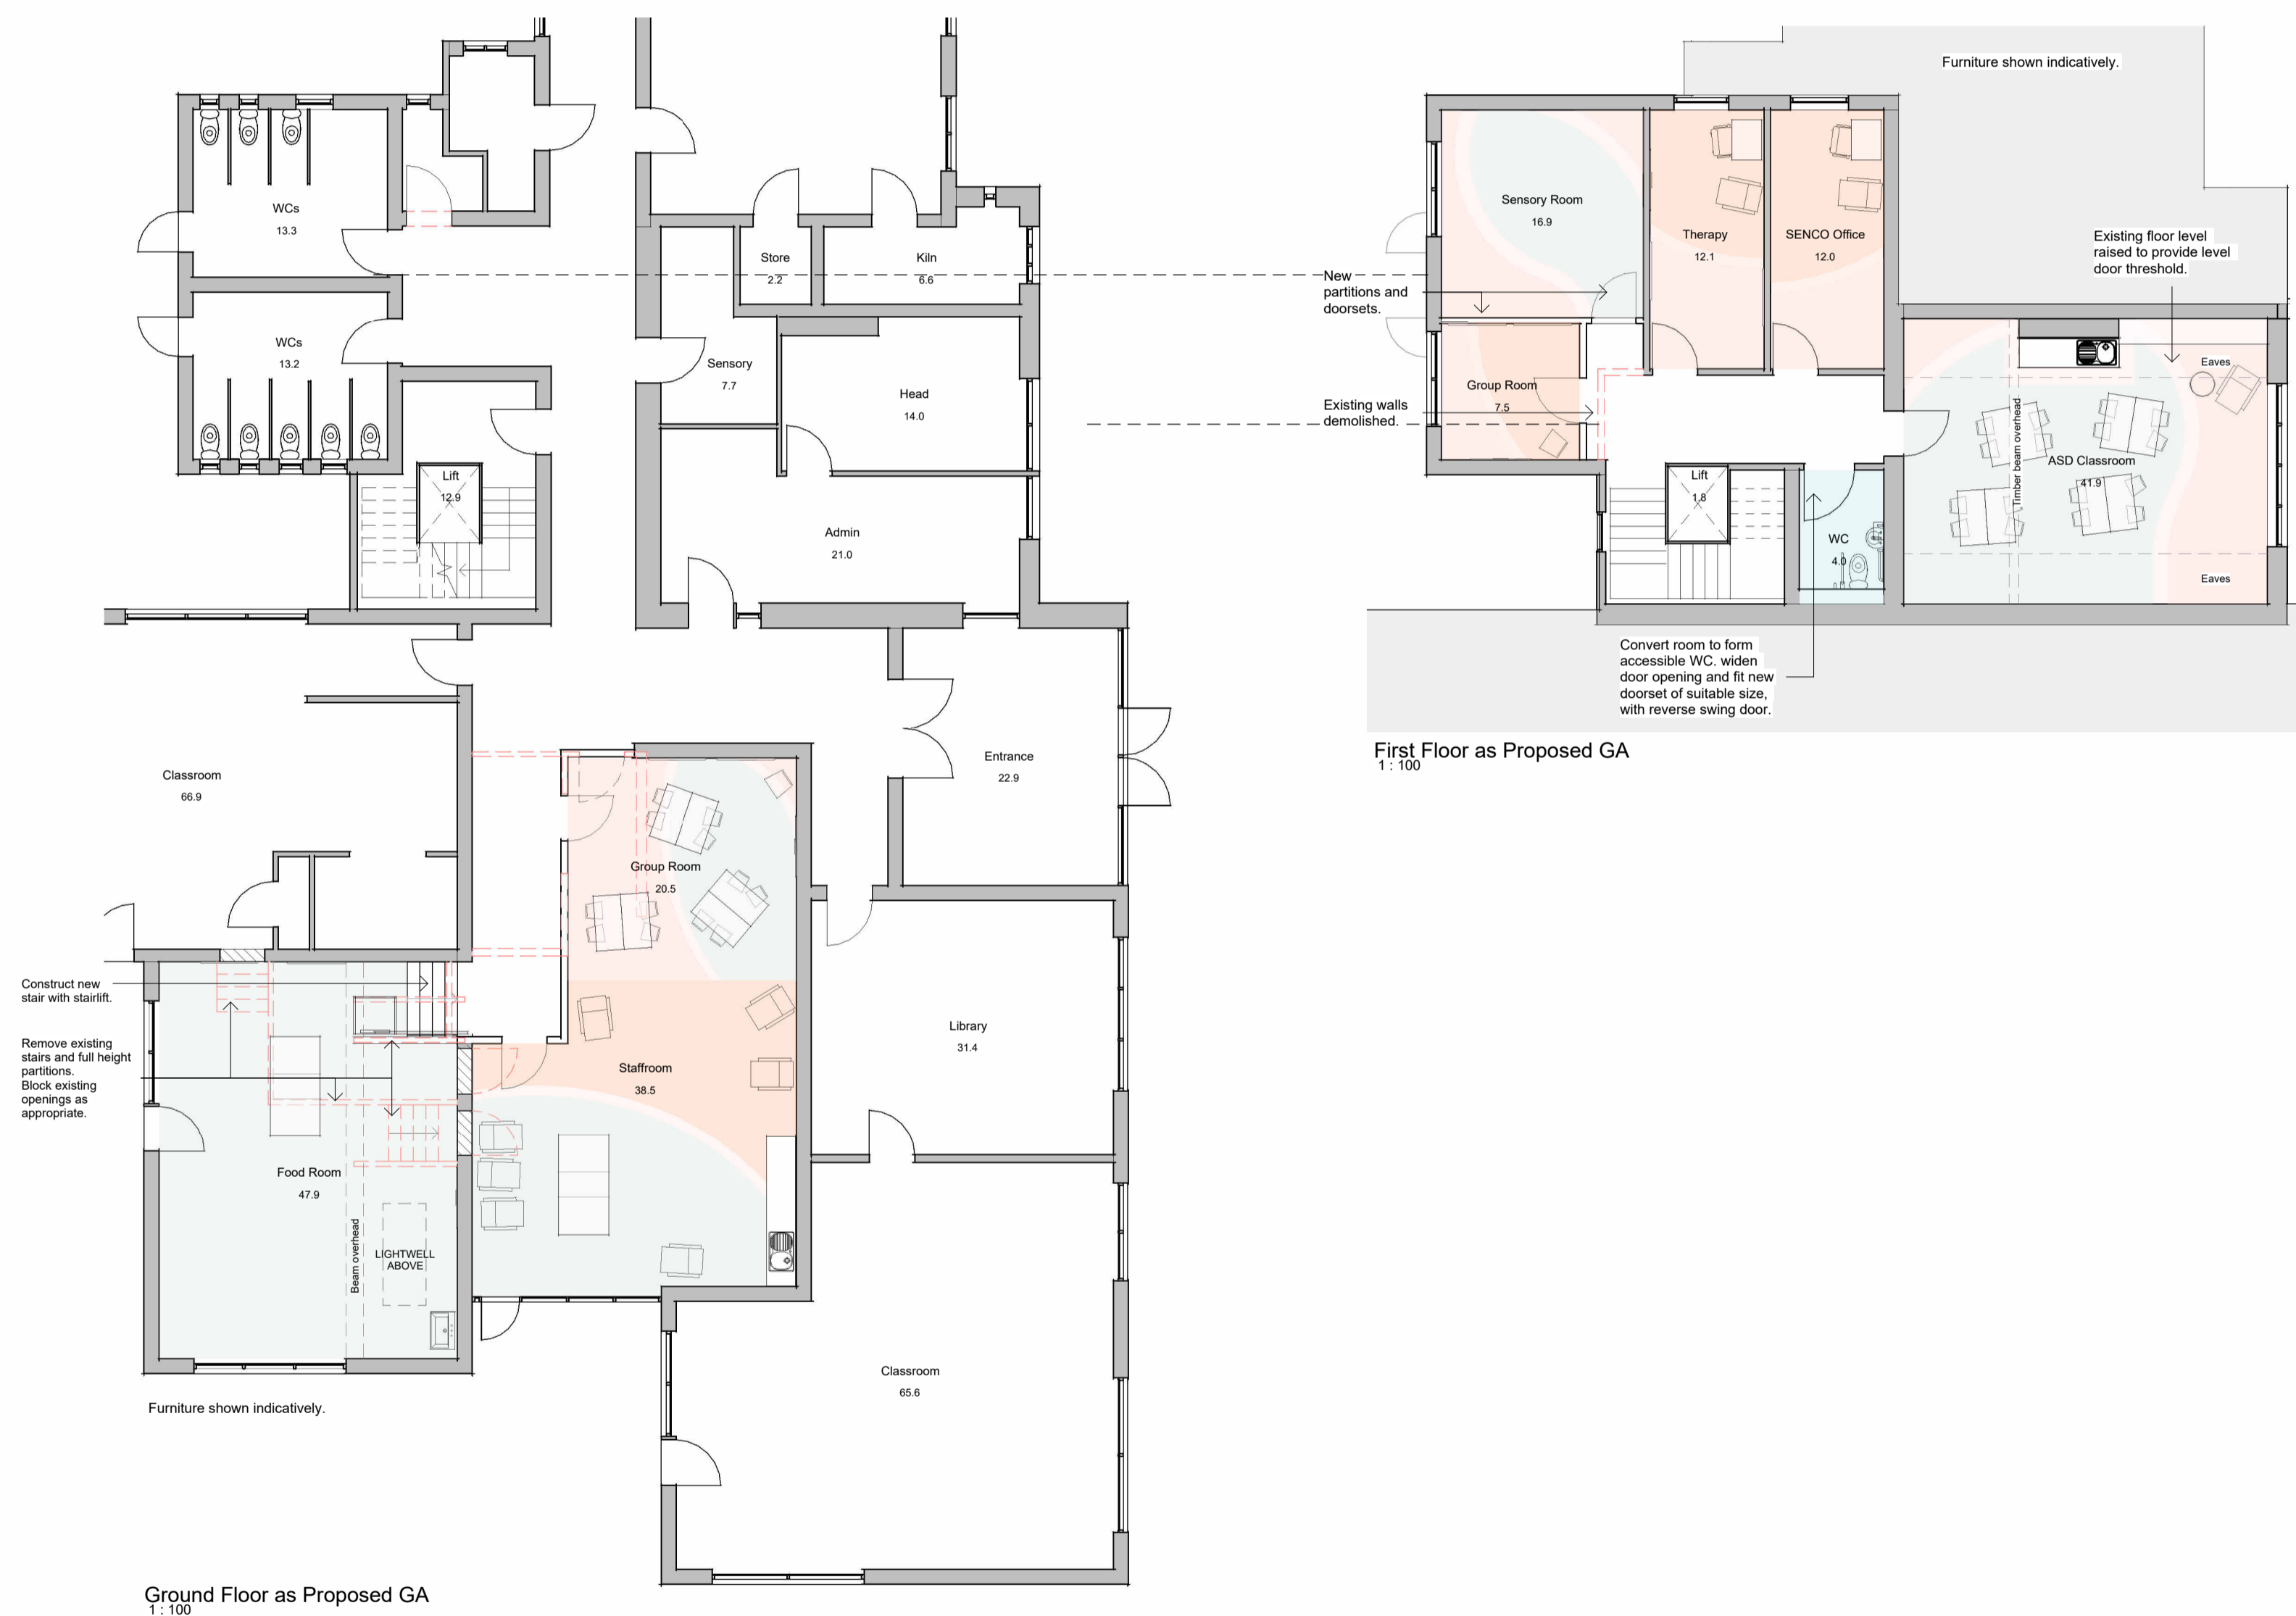 WCs
13.3
WCs
13.2
Lift
12.9
Store
2.2
Kiln
6.6
Sensory
7.7
Head
14.0
Admin
21.0
Entrance
22.9
Classroom
66.9
Group Room
20.5
Construct new
stair with stairlift.
Remove existing
stairs and full height
partitions.
Block existing
openings as
appropriate.
Staffroom
38.5
Library
31.4
Food Room
47.9
Beam overhead
LIGHTWELL
ABOVE
Classroom
65.6
Furniture shown indicatively.
Ground Floor as Proposed GA
1 : 100
Furniture shown indicatively.
Sensory Room
16.9
Therapy
12.1
SENCO Office
12.0
Existing floor level
raised to provide level
door threshold.
New
partitions and
doorsets.
Group Room
7.5
Existing walls
demolished.
Eaves
Timber beam overhead
ASD Classroom
41.9
Lift
1.8
WC
4.0
Eaves
Convert room to form
accessible WC. widen
door opening and fit new
doorset of suitable size,
with reverse swing door.
First Floor as Proposed GA
1 : 100